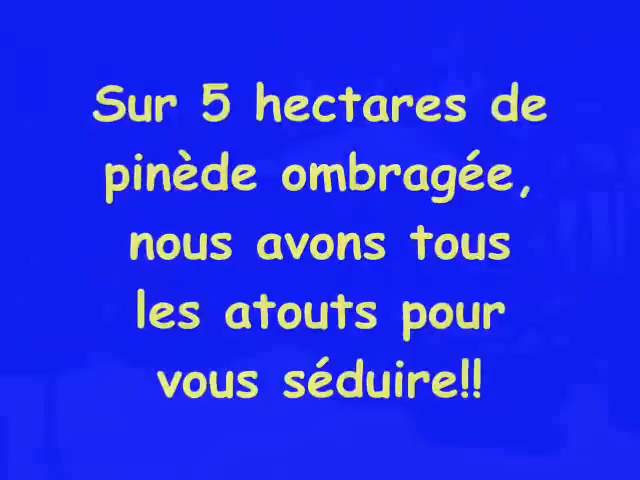 Sur 5 hectares de
pinède ombragée,
nous avons tous
les atouts pour
vous séduire!!